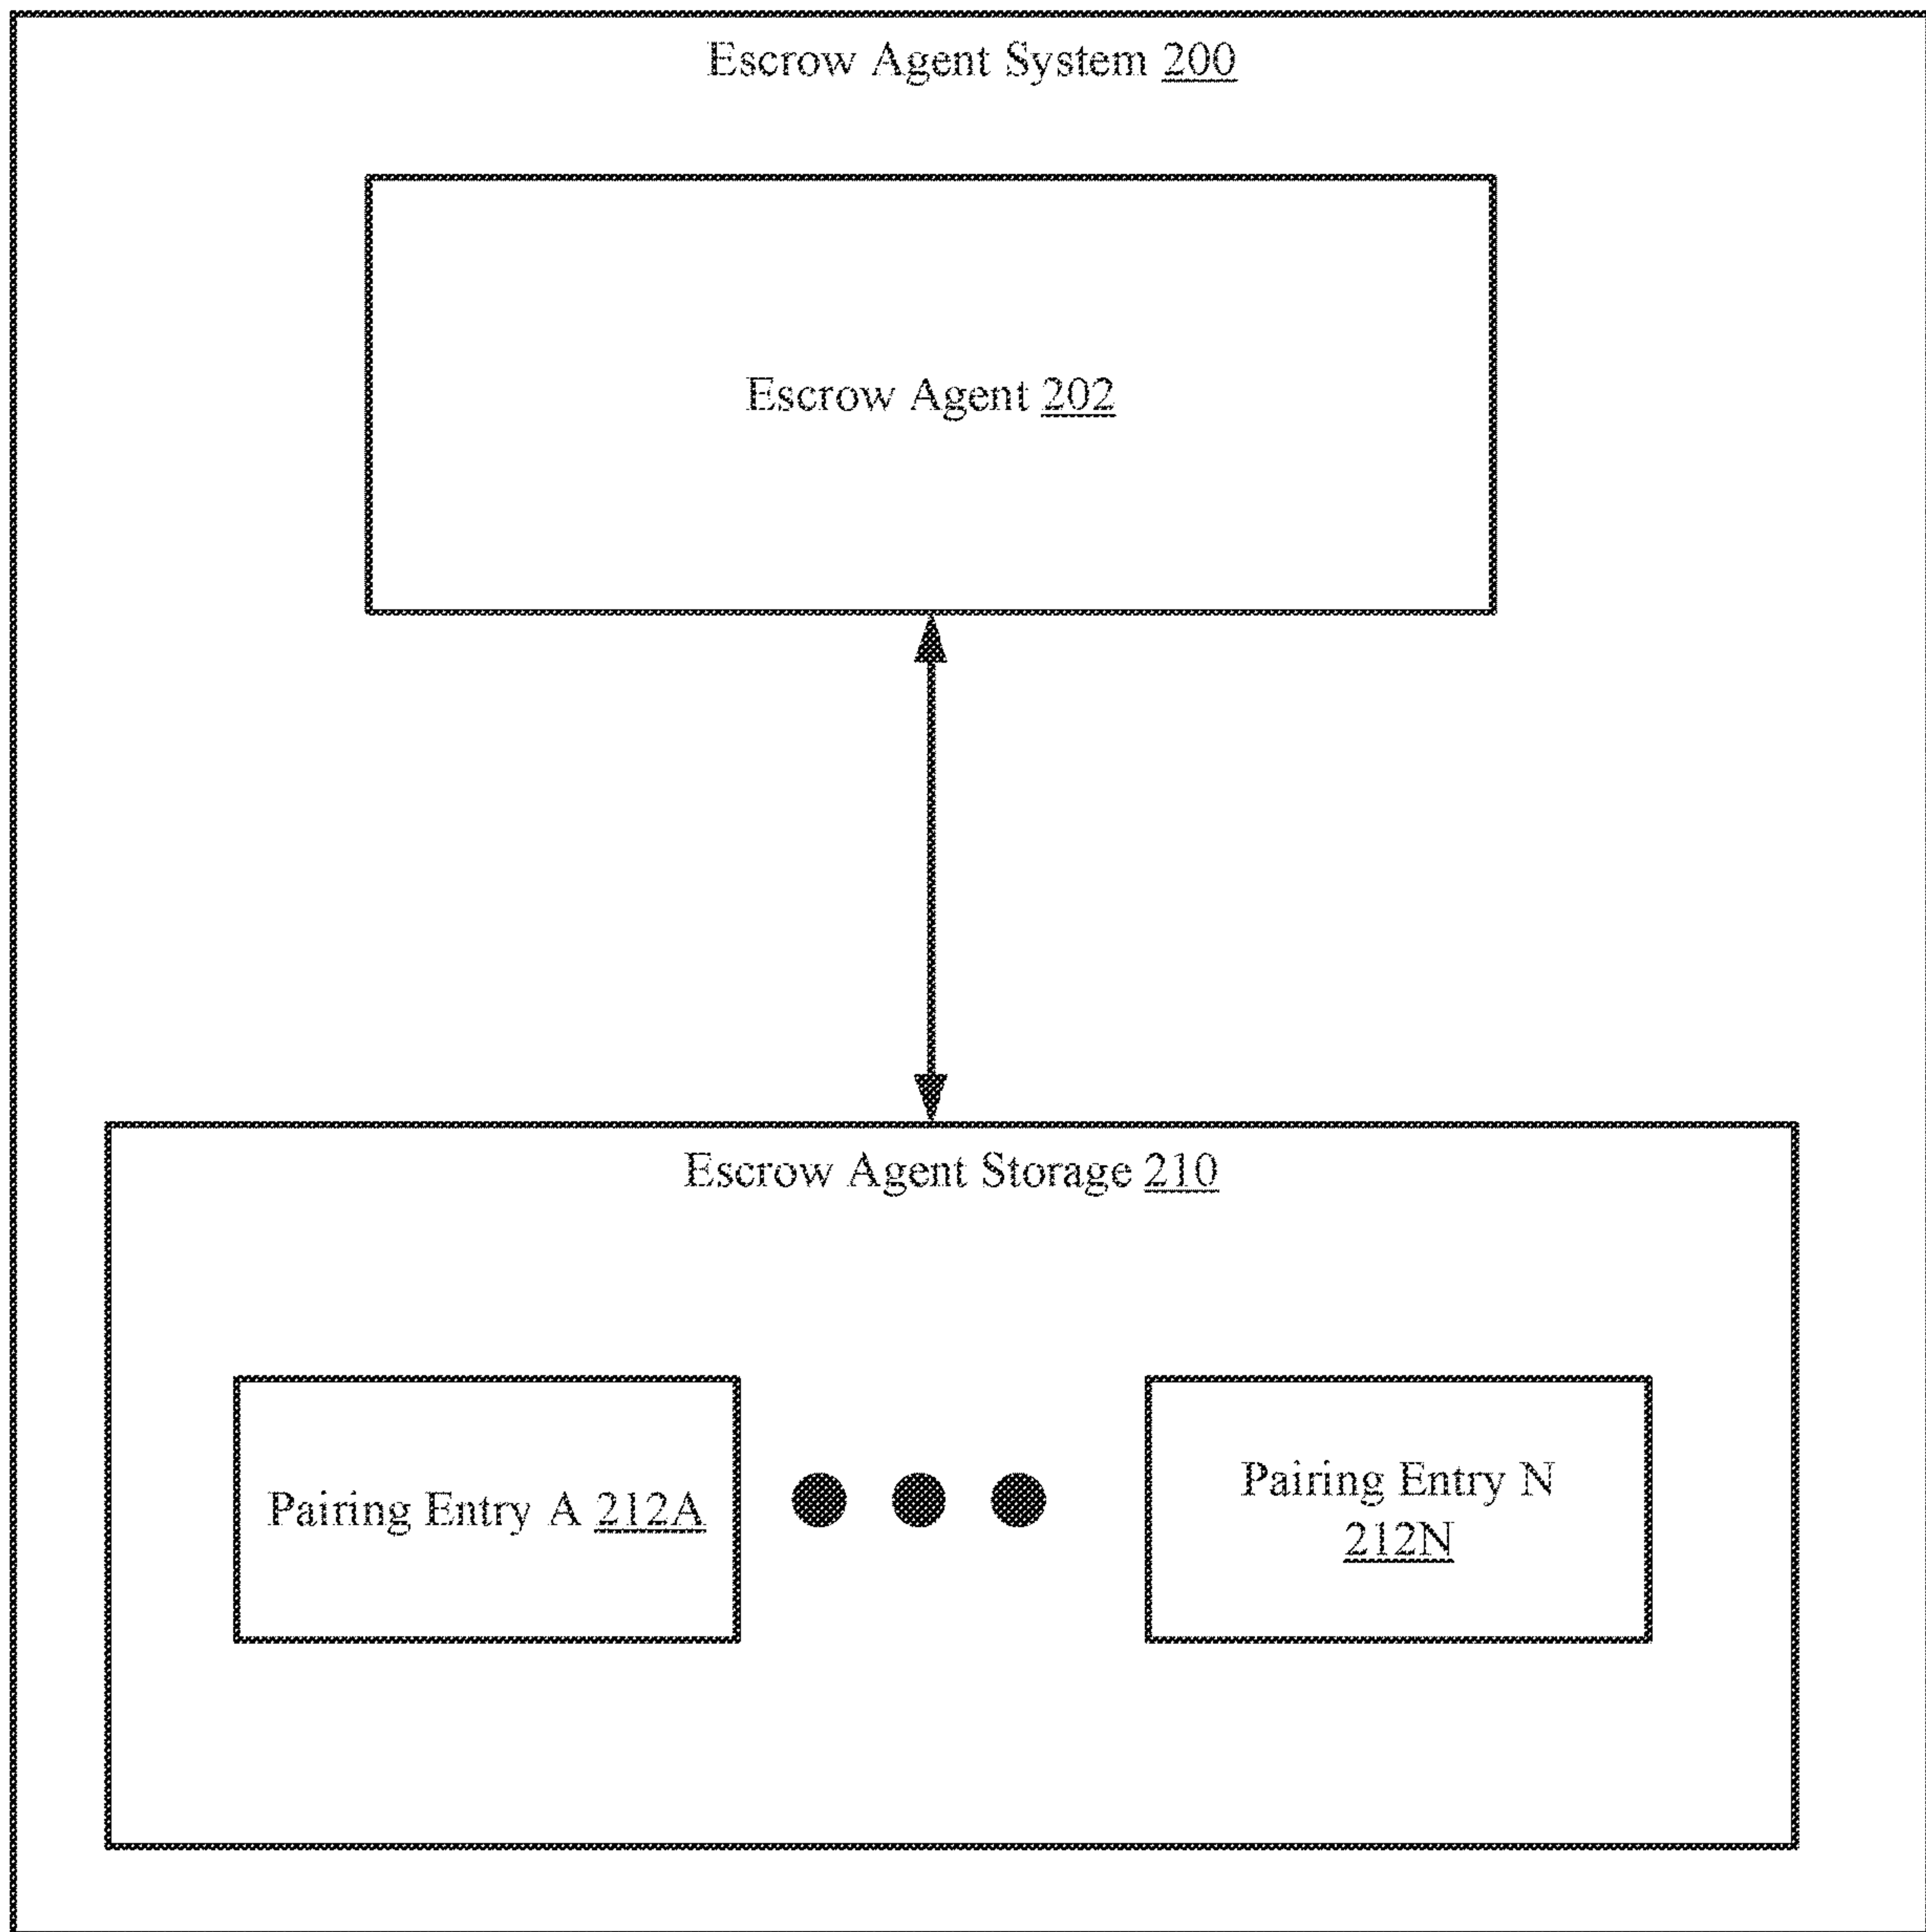 Escrow Agent System 200
Escrow Agent 202
Escrow Agent Storage 210
Pairing Entry A 212A
Pairing Entry N
212N